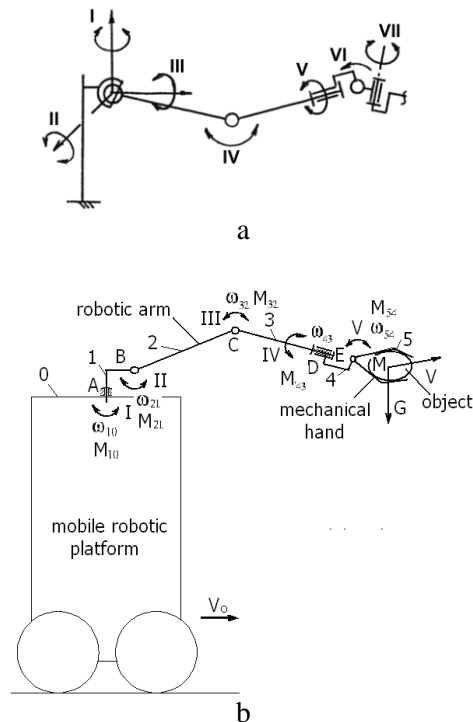 I
III
II
IV
V
VI
VII
a
robotic arm
ω32 M32
III
3
2
C
ω43
IV
M43
M54
V ω54
5
D
E
4
(M
V
mechanical
hand
object
G
0
1
B
A
II
I
ω21
M21
ω10
M10
mobile robotic
platform
Vo
b